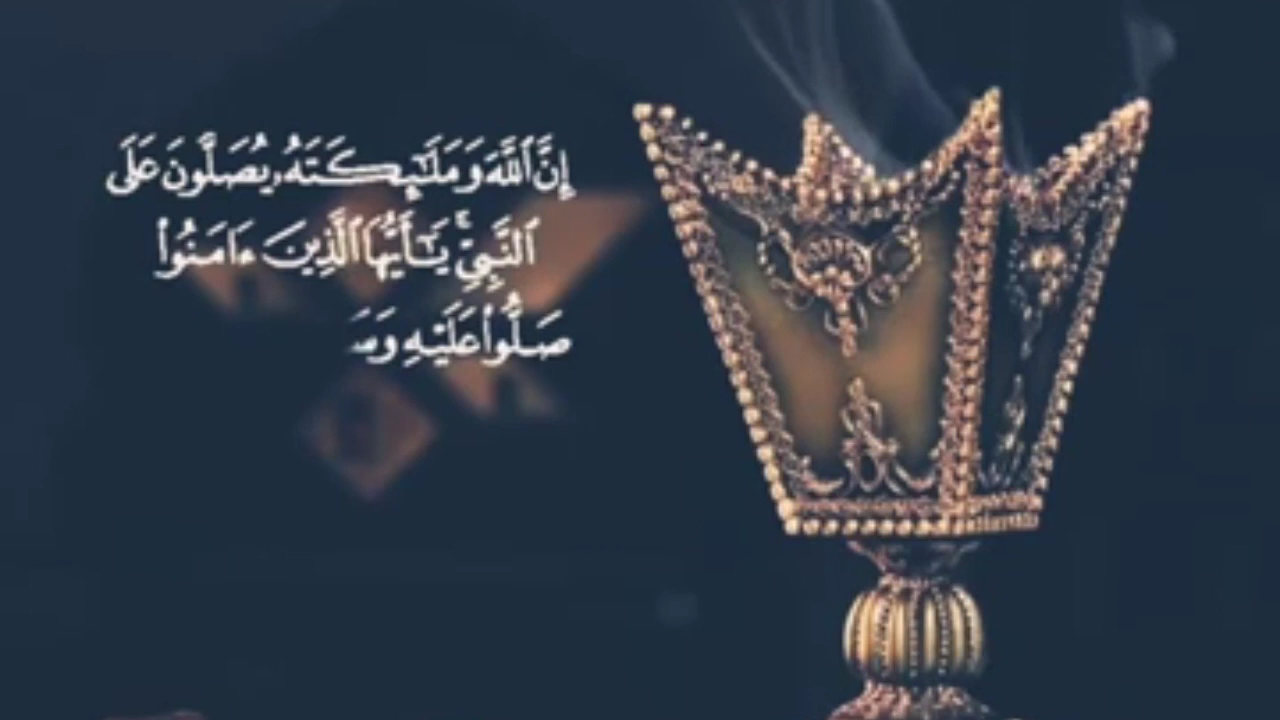 إِنَّ ٱللَّهَ وَمَلَـٰٓئِكَتَهُۥ يُصَلُّونَ عَلَى
ٱلنَّبِىِّ ۚ يَـٰٓأَيُّهَا ٱلَّذِينَ ءَامَنُوا۟
صَلُّوا۟ عَلَيْهِ وَسَ